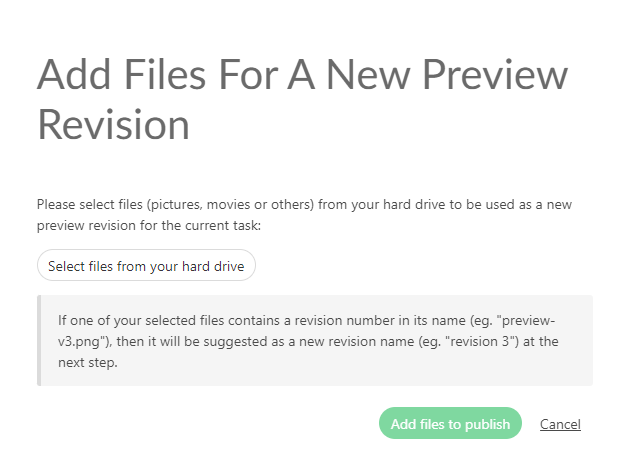 Add Files For A New Preview
Revision
Please select files (pictures, movies or others) from your hard drive to be used as a new
preview revision for the current task:
Select files from your hard drive
If one of your selected files contains a revision number in its name (eg. "preview-
v3.png"), then it will be suggested as a new revision name (eg. "revision 3") at the
next step.
Add files to publish
Cancel